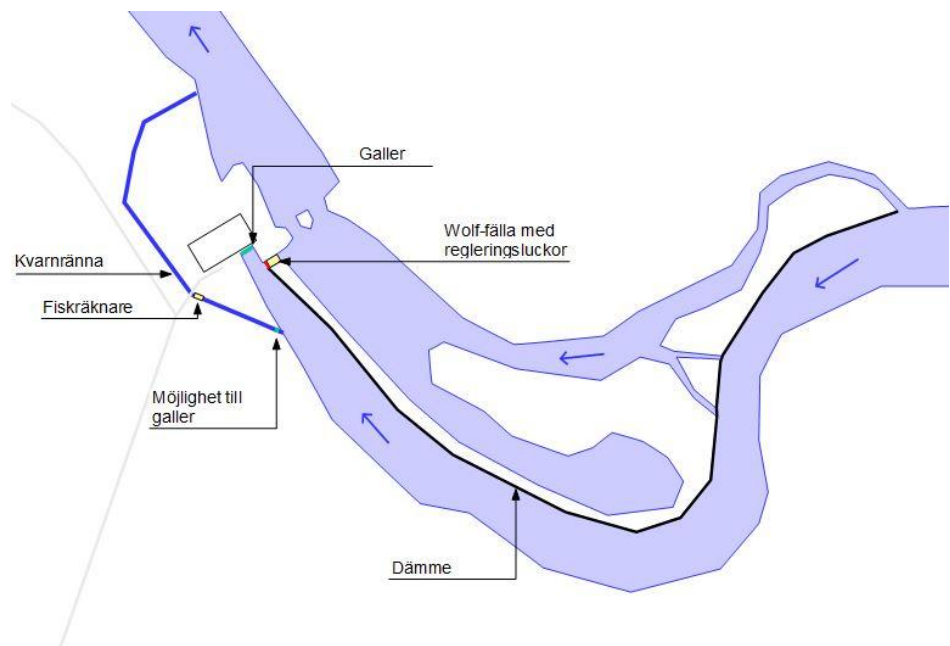 Galler
Wolf-fälla med
regleringsluckor
Kvarnränna
Fiskräknare
Möjlighet till
galler
Dämme